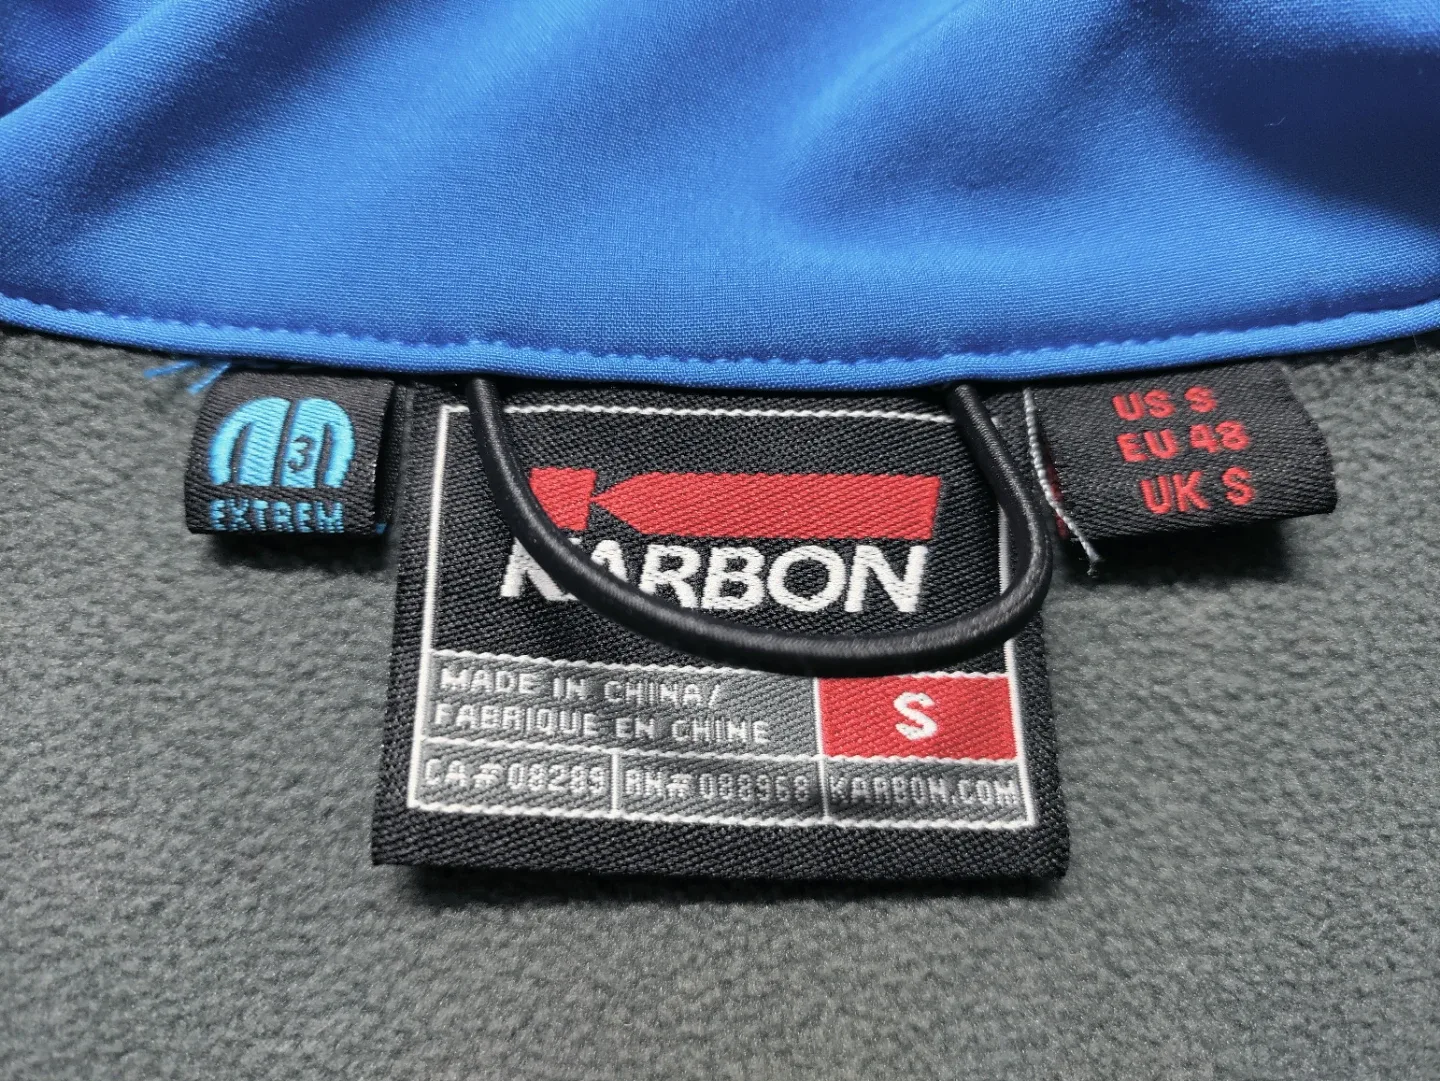 3
EXTREM
KARBON
MADE IN CHINA/
FABRIQUE EN CHINE
S
CA#08289
RN#088968
KARBON.COM
US S
EU 48
UK S